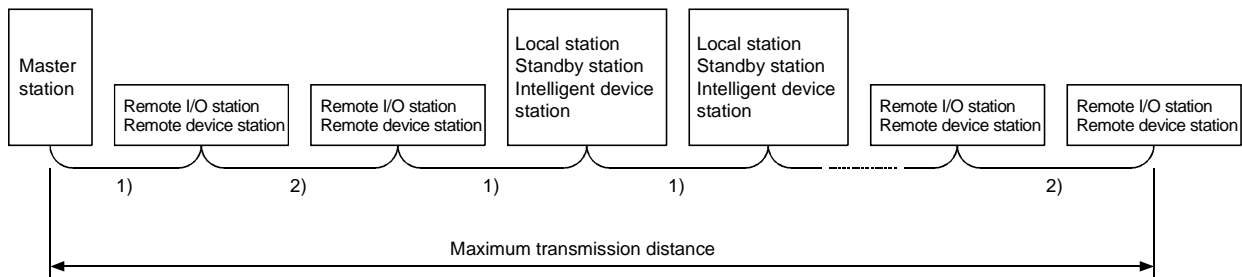 Master
station
Remote I/O station
Remote device station
Remote I/O station
Remote device station
Local station
Standby station
Intelligent device
station
Local station
Standby station
Intelligent device
station
Remote I/O station
Remote device station
Remote I/O station
Remote device station
1)
2)
1)
1)
2)
Maximum transmission distance